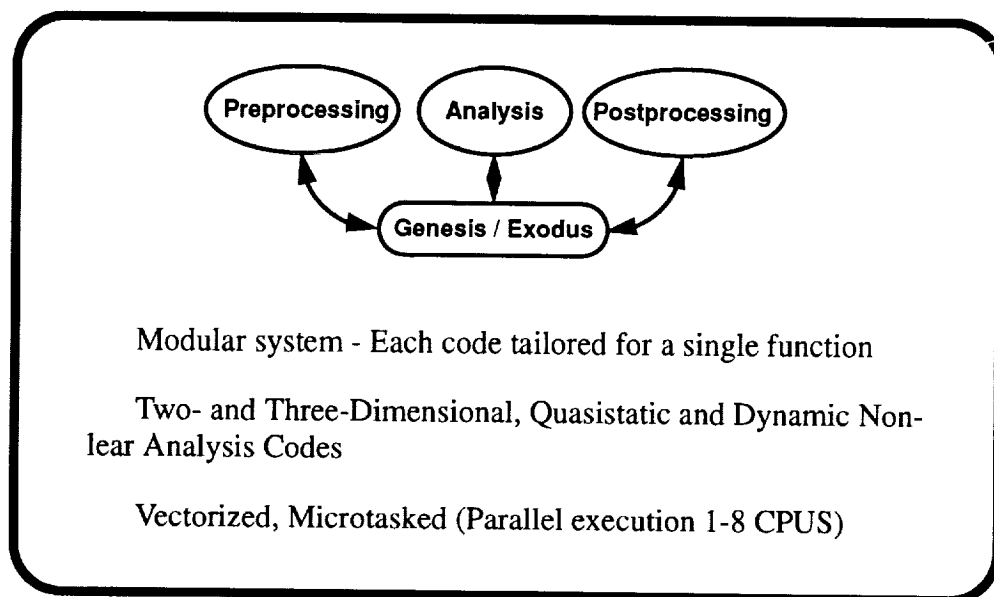 Preprocessing Analysis Postprocessing
Genesis / Exodus
Modular system - Each code tailored for a single function
Two- and Three-Dimensional, Quasistatic and Dynamic Non-
lear Analysis Codes
Vectorized, Microtasked (Parallel execution 1-8 CPUS)